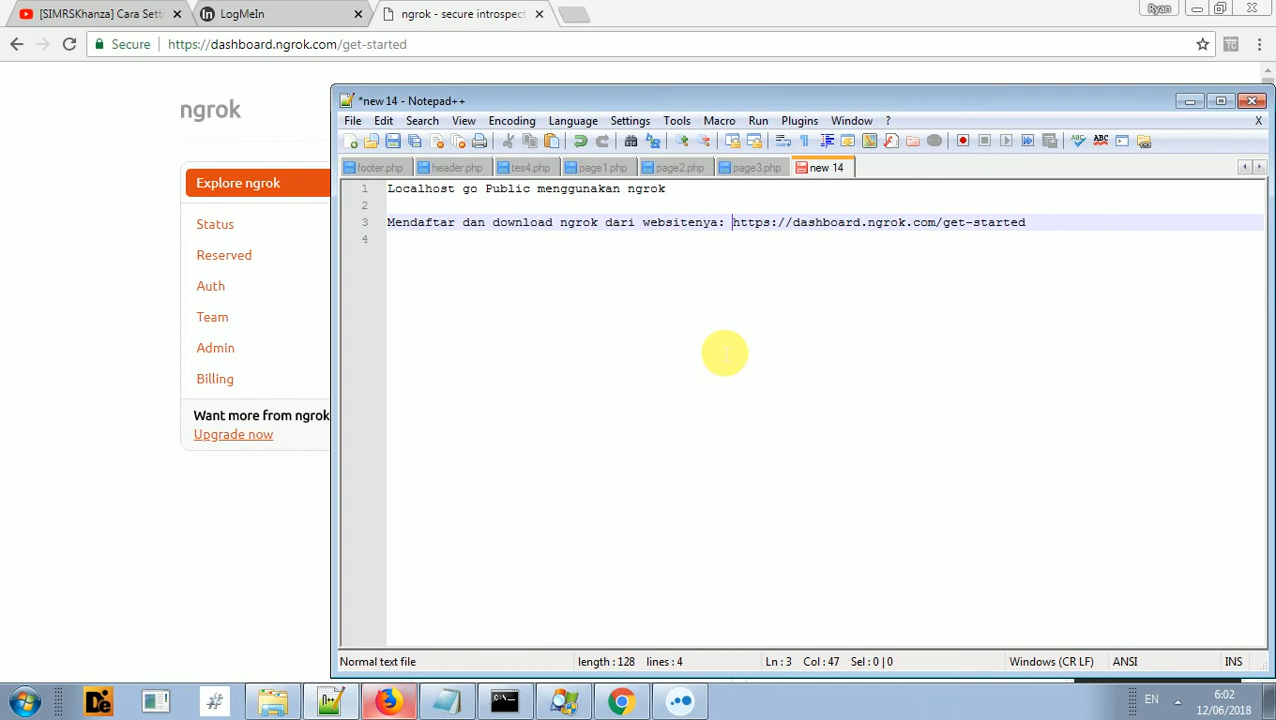 [SIMRSKhanza] Cara Sett
LogMeIn
ngrok - secure introspect
Ryan
Secure
https://dashboard.ngrok.com/get-started
TC
ngrok
Explore ngrok
Status
Reserved
Auth
Team
Admin
Billing
Want more from ngrok
Upgrade now
*new 14 - Notepad++
File Edit Search View Encoding Language Settings Tools Macro Run Plugins Window ? X
footer.php header.php tes4.php page1.php page2.php page3.php new 14
1 Localhost go Public menggunakan ngrok
2
3 Mendaftar dan download ngrok dari websitenya: https://dashboard.ngrok.com/get-started
4
Normal text file length : 128 lines : 4 Ln : 3 Col : 47 Sel : 0 | 0 Windows (CR LF) ANSI INS
EN
6:02
12/06/2018